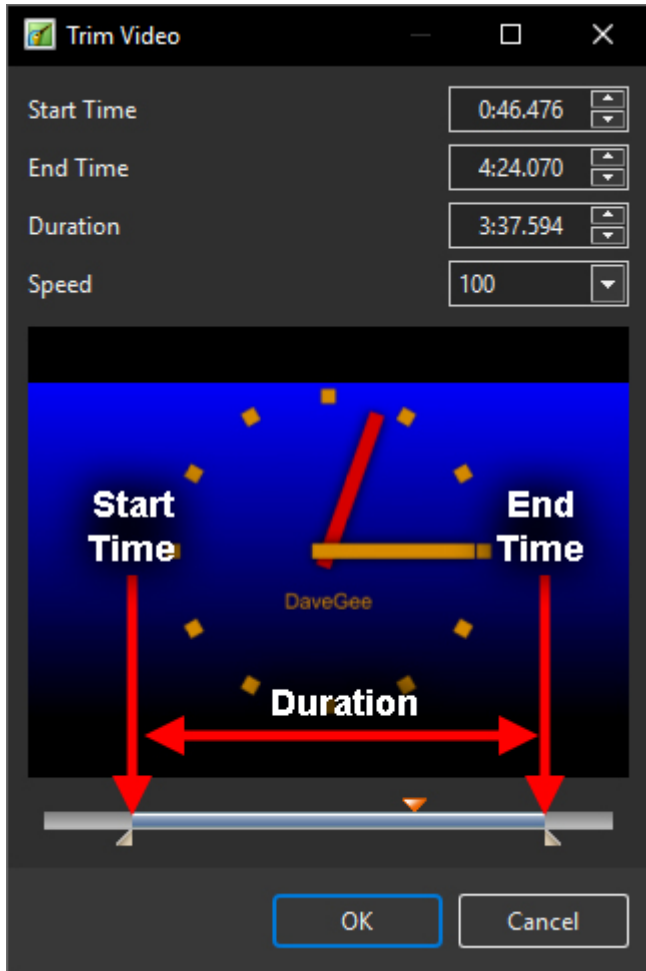 Trim Video
Start Time
0:46.476
End Time
4:24.070
Duration
3:37.594
Speed
100
Start
Time
End
Time
DaveGee
Duration
OK
Cancel